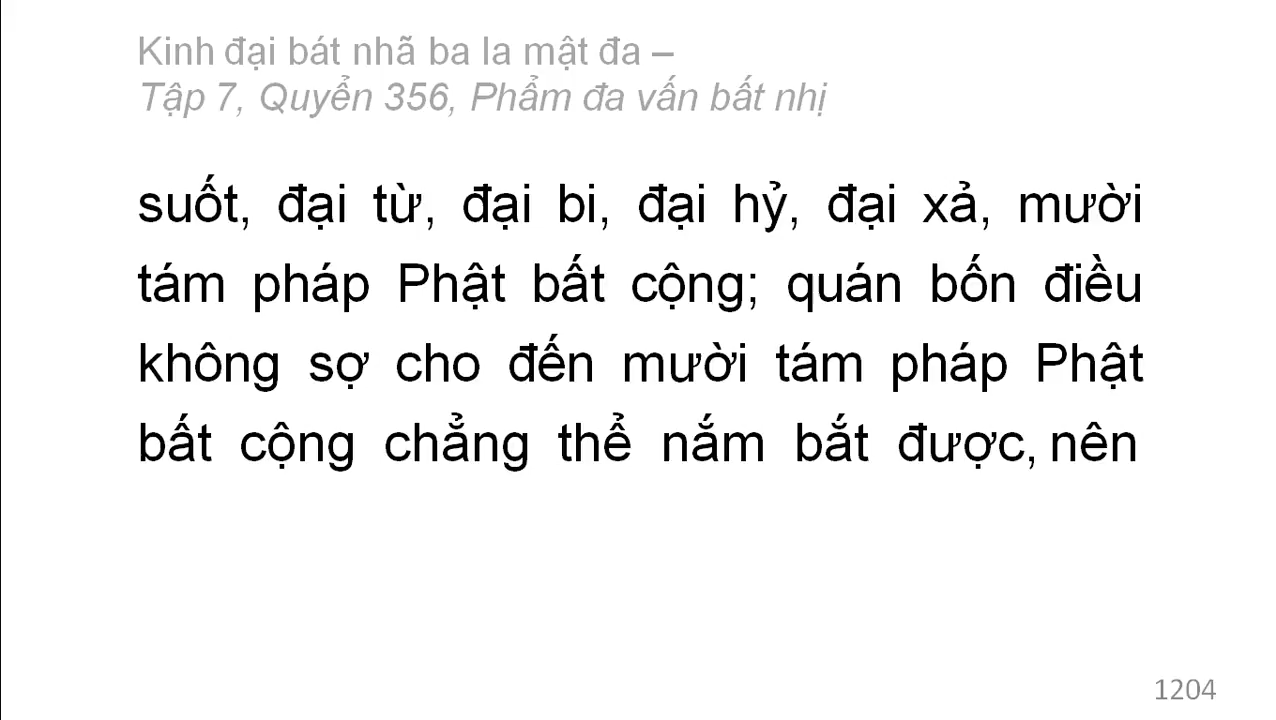 Kinh đại bát nhã ba la mật đa –
Tập 7, Quyển 356, Phẩm đa vấn bất nhị
suốt, đại từ, đại bi, đại hỷ, đại xả, mười
tám pháp Phật bất cộng; quán bốn điều
không sợ cho đến mười tám pháp Phật
bất cộng chẳng thể nắm bắt được, nên
1204